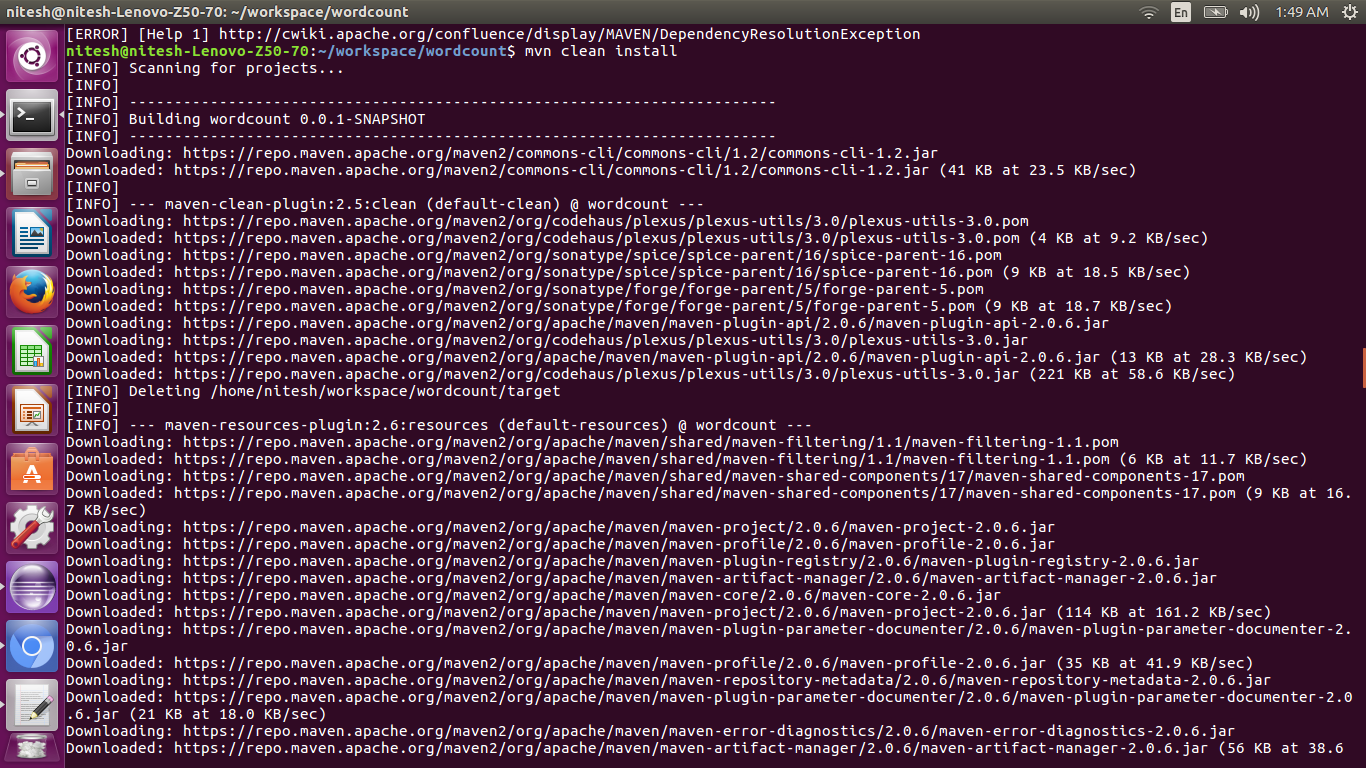 nitesh@nitesh-Lenovo-Z50-70: ~/workspace/wordcount
En
1:49 AM
[ERROR] [Help 1] http://cwiki.apache.org/confluence/display/MAVEN/DependencyResolutionException
nitesh@nitesh-Lenovo-Z50-70:~/workspace/wordcount$ mvn clean install
[INFO] Scanning for projects...
[INFO]
[INFO] ------------------------------------------------------------------------
[INFO] Building wordcount 0.0.1-SNAPSHOT
[INFO] ------------------------------------------------------------------------
Downloading: https://repo.maven.apache.org/maven2/commons-cli/commons-cli/1.2/commons-cli-1.2.jar
Downloaded: https://repo.maven.apache.org/maven2/commons-cli/commons-cli/1.2/commons-cli-1.2.jar (41 KB at 23.5 KB/sec)
[INFO]
[INFO] --- maven-clean-plugin:2.5:clean (default-clean) @ wordcount ---
Downloading: https://repo.maven.apache.org/maven2/org/codehaus/plexus/plexus-utils/3.0/plexus-utils-3.0.pom
Downloaded: https://repo.maven.apache.org/maven2/org/codehaus/plexus/plexus-utils/3.0/plexus-utils-3.0.pom (4 KB at 9.2 KB/sec)
Downloading: https://repo.maven.apache.org/maven2/org/sonatype/spice/spice-parent/16/spice-parent-16.pom
Downloaded: https://repo.maven.apache.org/maven2/org/sonatype/spice/spice-parent/16/spice-parent-16.pom (9 KB at 18.5 KB/sec)
Downloading: https://repo.maven.apache.org/maven2/org/sonatype/forge/forge-parent/5/forge-parent-5.pom
Downloaded: https://repo.maven.apache.org/maven2/org/sonatype/forge/forge-parent/5/forge-parent-5.pom (9 KB at 18.7 KB/sec)
Downloading: https://repo.maven.apache.org/maven2/org/apache/maven/maven-plugin-api/2.0.6/maven-plugin-api-2.0.6.jar
Downloading: https://repo.maven.apache.org/maven2/org/codehaus/plexus/plexus-utils/3.0/plexus-utils-3.0.jar
Downloaded: https://repo.maven.apache.org/maven2/org/apache/maven/maven-plugin-api/2.0.6/maven-plugin-api-2.0.6.jar (13 KB at 28.3 KB/sec)
Downloaded: https://repo.maven.apache.org/maven2/org/codehaus/plexus/plexus-utils/3.0/plexus-utils-3.0.jar (221 KB at 58.6 KB/sec)
[INFO] Deleting /home/nitesh/workspace/wordcount/target
[INFO]
[INFO] --- maven-resources-plugin:2.6:resources (default-resources) @ wordcount ---
Downloading: https://repo.maven.apache.org/maven2/org/apache/maven/shared/maven-filtering/1.1/maven-filtering-1.1.pom
Downloaded: https://repo.maven.apache.org/maven2/org/apache/maven/shared/maven-filtering/1.1/maven-filtering-1.1.pom (6 KB at 11.7 KB/sec)
Downloading: https://repo.maven.apache.org/maven2/org/apache/maven/shared/maven-shared-components/17/maven-shared-components-17.pom
Downloaded: https://repo.maven.apache.org/maven2/org/apache/maven/shared/maven-shared-components/17/maven-shared-components-17.pom (9 KB at 16.
7 KB/sec)
Downloading: https://repo.maven.apache.org/maven2/org/apache/maven/maven-project/2.0.6/maven-project-2.0.6.jar
Downloading: https://repo.maven.apache.org/maven2/org/apache/maven/maven-profile/2.0.6/maven-profile-2.0.6.jar
Downloading: https://repo.maven.apache.org/maven2/org/apache/maven/maven-plugin-registry/2.0.6/maven-plugin-registry-2.0.6.jar
Downloading: https://repo.maven.apache.org/maven2/org/apache/maven/maven-artifact-manager/2.0.6/maven-artifact-manager-2.0.6.jar
Downloading: https://repo.maven.apache.org/maven2/org/apache/maven/maven-core/2.0.6/maven-core-2.0.6.jar
Downloaded: https://repo.maven.apache.org/maven2/org/apache/maven/maven-project/2.0.6/maven-project-2.0.6.jar (114 KB at 161.2 KB/sec)
Downloading: https://repo.maven.apache.org/maven2/org/apache/maven/maven-plugin-parameter-documenter/2.0.6/maven-plugin-parameter-documenter-2.
0.6.jar
Downloaded: https://repo.maven.apache.org/maven2/org/apache/maven/maven-profile/2.0.6/maven-profile-2.0.6.jar (35 KB at 41.9 KB/sec)
Downloading: https://repo.maven.apache.org/maven2/org/apache/maven/maven-repository-metadata/2.0.6/maven-repository-metadata-2.0.6.jar
Downloaded: https://repo.maven.apache.org/maven2/org/apache/maven/maven-plugin-parameter-documenter/2.0.6/maven-plugin-parameter-documenter-2.0
.6.jar (21 KB at 18.0 KB/sec)
Downloading: https://repo.maven.apache.org/maven2/org/apache/maven/maven-error-diagnostics/2.0.6/maven-error-diagnostics-2.0.6.jar
Downloaded: https://repo.maven.apache.org/maven2/org/apache/maven/maven-artifact-manager/2.0.6/maven-artifact-manager-2.0.6.jar (56 KB at 38.6